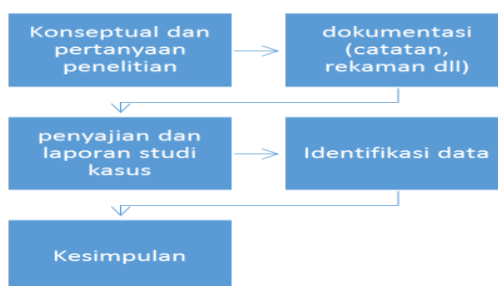 Konseptual dan
pertanyaan
penelitian
dokumentasi
(catatan,
rekaman dll)
penyajian dan
laporan studi
kasus
Identifikasi data
Kesimpulan